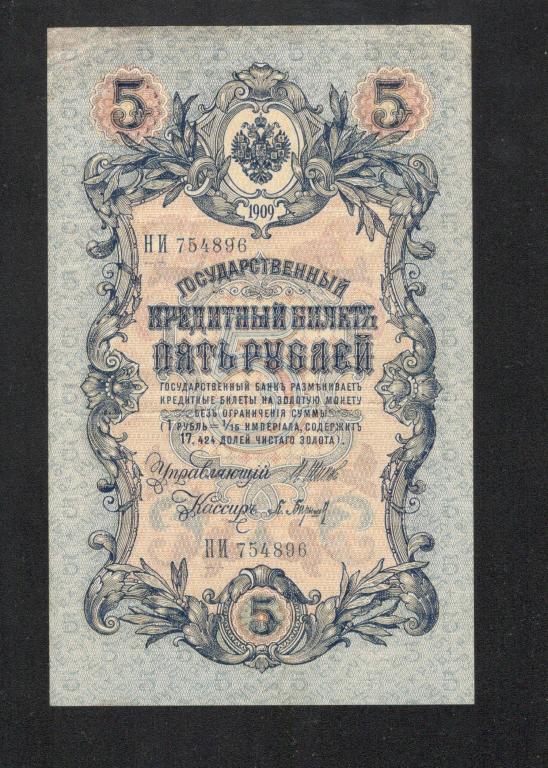 5 5
1909
НИ 754896
ГОСУДАРСТВЕННЫЙ
КРЕДИТНЫЙ БИЛЕТЪ
ПЯТЬ РУБЛЕЙ
ГОСУДАРСТВЕННЫЙ БАНКЪ РАЗМѢНИВАЕТЪ
КРЕДИТНЫЕ БИЛЕТЫ НА ЗОЛОТУЮ МОНЕТУ
БЕЗЪ ОГРАНИЧЕНІЯ СУММЫ
(1 РУБЛЬ = 1/15 ИМПЕРІАЛА, СОДЕРЖИТЪ
17,424 ДОЛЕЙ ЧИСТАГО ЗОЛОТА).
Управляющій
Кассиръ
НИ 754896
5